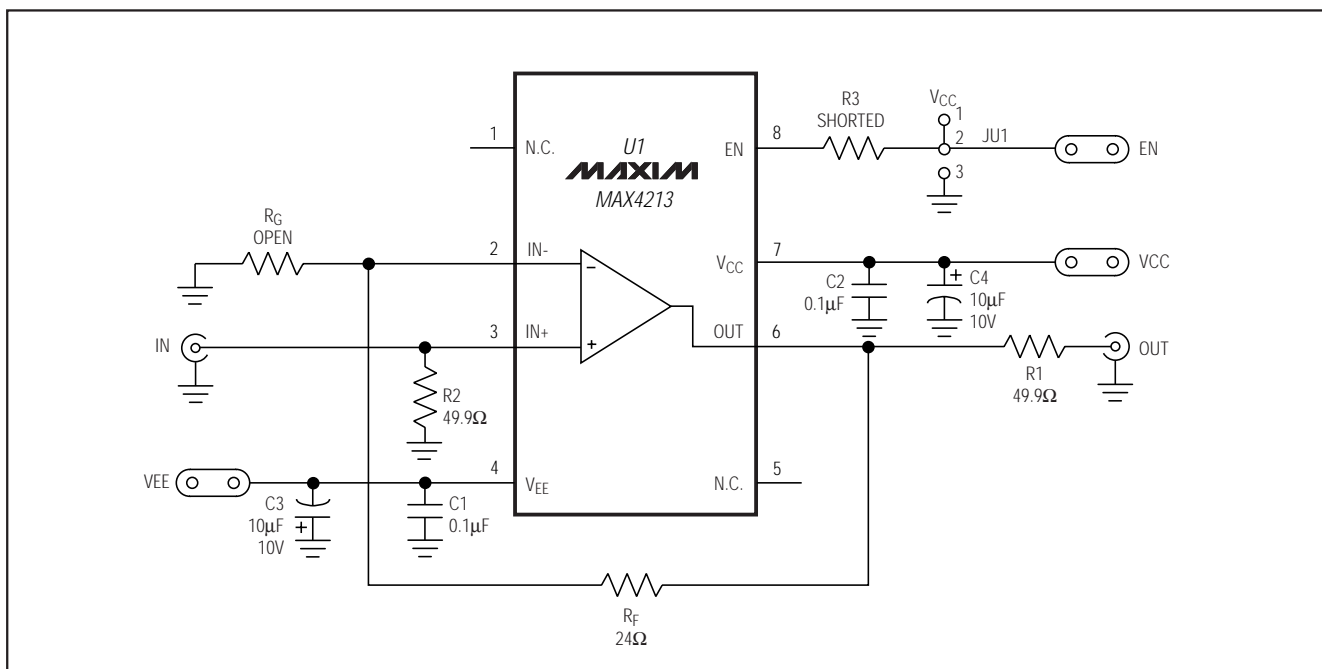 R3
SHORTED
VCC
1
2
3
JU1
EN
1
N.C.
U1
MAXIM
MAX4213
EN
8
RG
OPEN
2
IN-
−
VCC
7
VCC
C2
0.1µF
+
C4
10µF
10V
IN
3
IN+
+
OUT
6
R1
49.9Ω
OUT
R2
49.9Ω
VEE
4
VEE
N.C.
5
C3
10µF
10V
+
C1
0.1µF
RF
24Ω